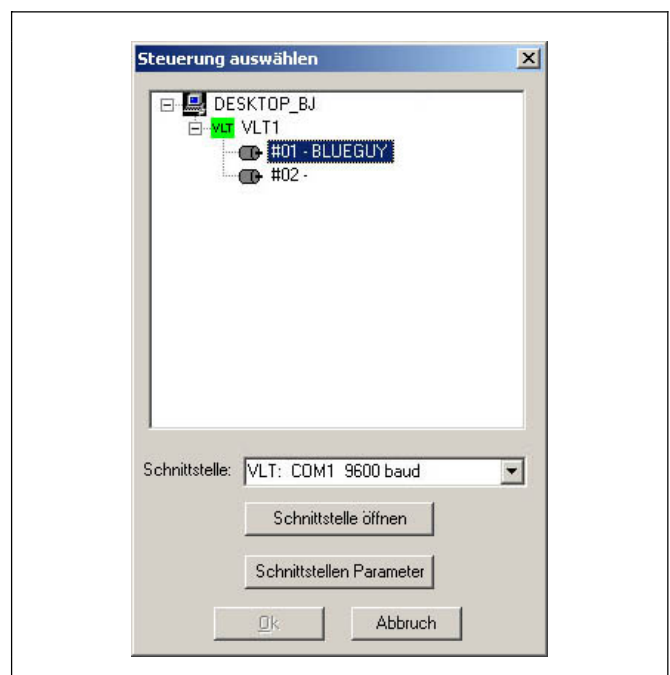 Steuerung auswählen
DESKTOP_BJ
VLT VLT1
#01 - BLUEGUY
#02 -
Schnittstelle: VLT: COM1 9600 baud
Schnittstelle öffnen
Schnittstellen Parameter
Ok Abbruch